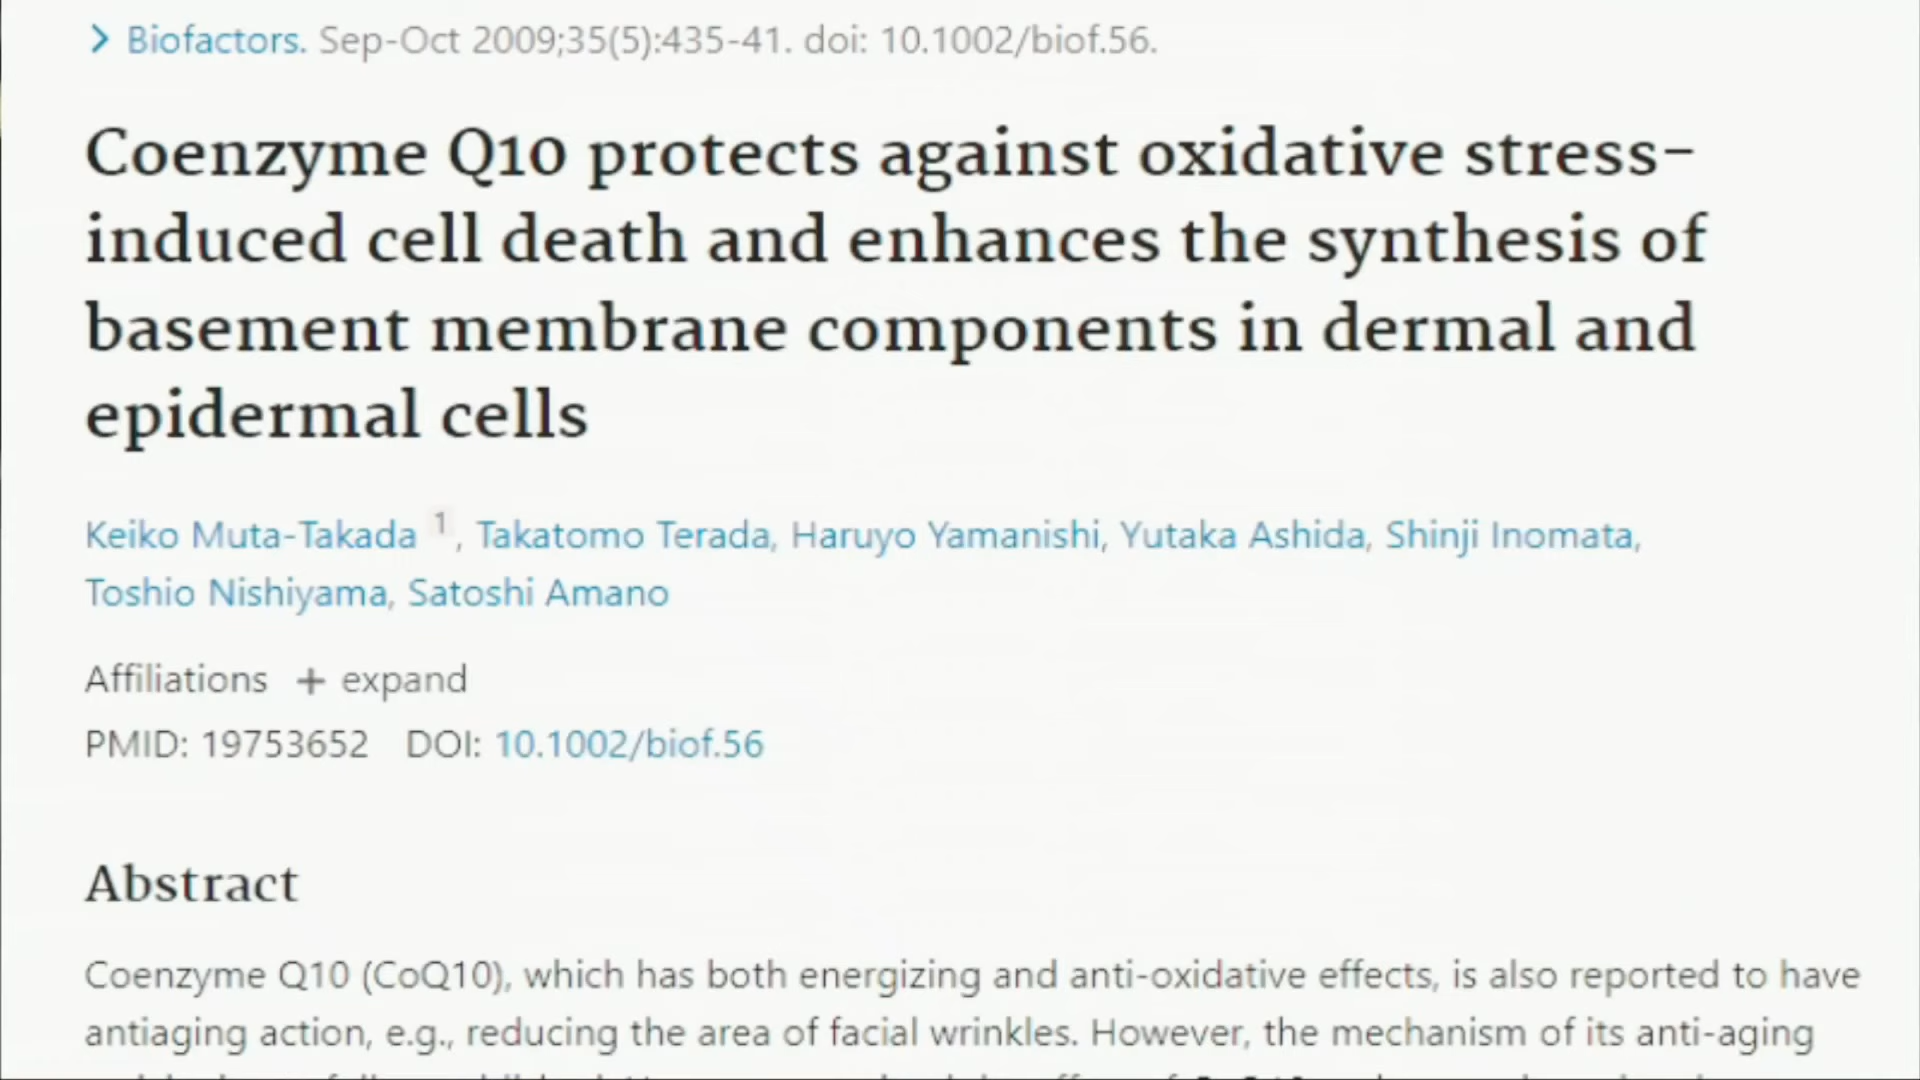 Biofactors. Sep-Oct 2009;35(5):435-41. doi: 10.1002/biof.56.
Coenzyme Q10 protects against oxidative stress-
induced cell death and enhances the synthesis of
basement membrane components in dermal and
epidermal cells
Keiko Muta-Takada 1, Takatomo Terada, Haruyo Yamanishi, Yutaka Ashida, Shinji Inomata,
Toshio Nishiyama, Satoshi Amano
Affiliations + expand
PMID: 19753652 DOI: 10.1002/biof.56
Abstract
Coenzyme Q10 (CoQ10), which has both energizing and anti-oxidative effects, is also reported to have
antiaging action, e.g., reducing the area of facial wrinkles. However, the mechanism of its anti-aging